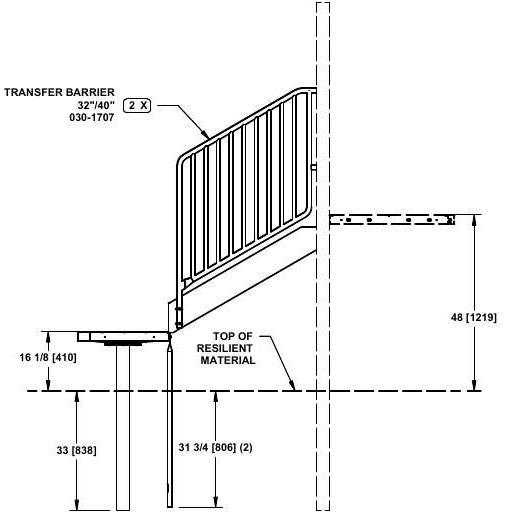 TRANSFER BARRIER
32"/40"
030-1707
2 X
48 [1219]
TOP OF
RESILIENT
MATERIAL
16 1/8 [410]
33 [838]
31 3/4 [806] (2)